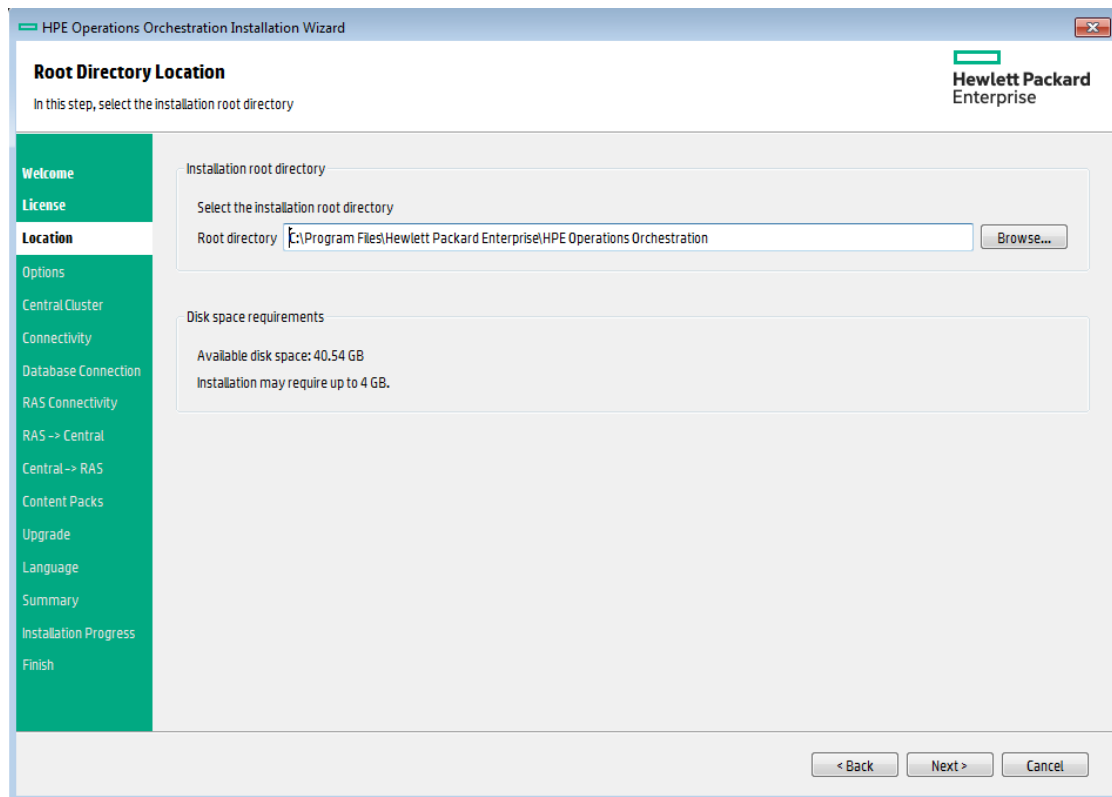 HPE Operations Orchestration Installation Wizard
Root Directory Location
In this step, select the installation root directory
Hewlett Packard
Enterprise
Welcome
License
Location
Options
Central Cluster
Connectivity
Database Connection
RAS Connectivity
RAS -> Central
Central -> RAS
Content Packs
Upgrade
Language
Summary
Installation Progress
Finish
Installation root directory
Select the installation root directory
Root directory C:\Program Files\Hewlett Packard Enterprise\HPE Operations Orchestration Browse...
Disk space requirements
Available disk space: 40.54 GB
Installation may require up to 4 GB.
< Back Next > Cancel